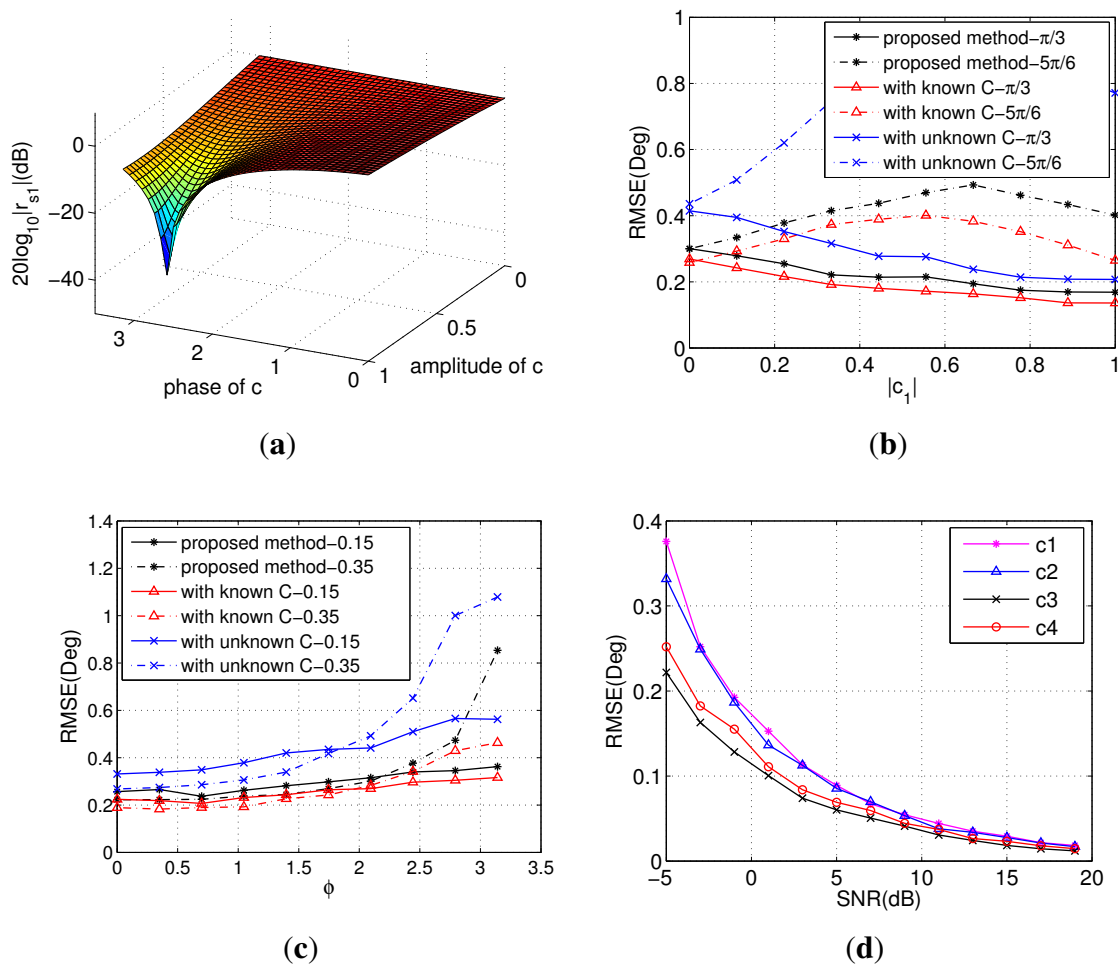 20log10|rs1|(dB)
0
−20
−40
3
2
1
0
phase of c
0
0.5
1
amplitude of c
(a)
1
0.8
0.6
0.4
0.2
0
RMSE(Deg)
proposed method−π/3
proposed method−5π/6
with known C−π/3
with known C−5π/6
with unknown C−π/3
with unknown C−5π/6
0 0.2 0.4 0.6 0.8 1
|c1|
(b)
1.4
1.2
1
0.8
0.6
0.4
0.2
0
RMSE(Deg)
proposed method−0.15
proposed method−0.35
with known C−0.15
with known C−0.35
with unknown C−0.15
with unknown C−0.35
0 0.5 1 1.5 2 2.5 3 3.5
ϕ
(c)
0.4
0.3
0.2
0.1
0
RMSE(Deg)
c1
c2
c3
c4
−5 0 5 10 15 20
SNR(dB)
(d)